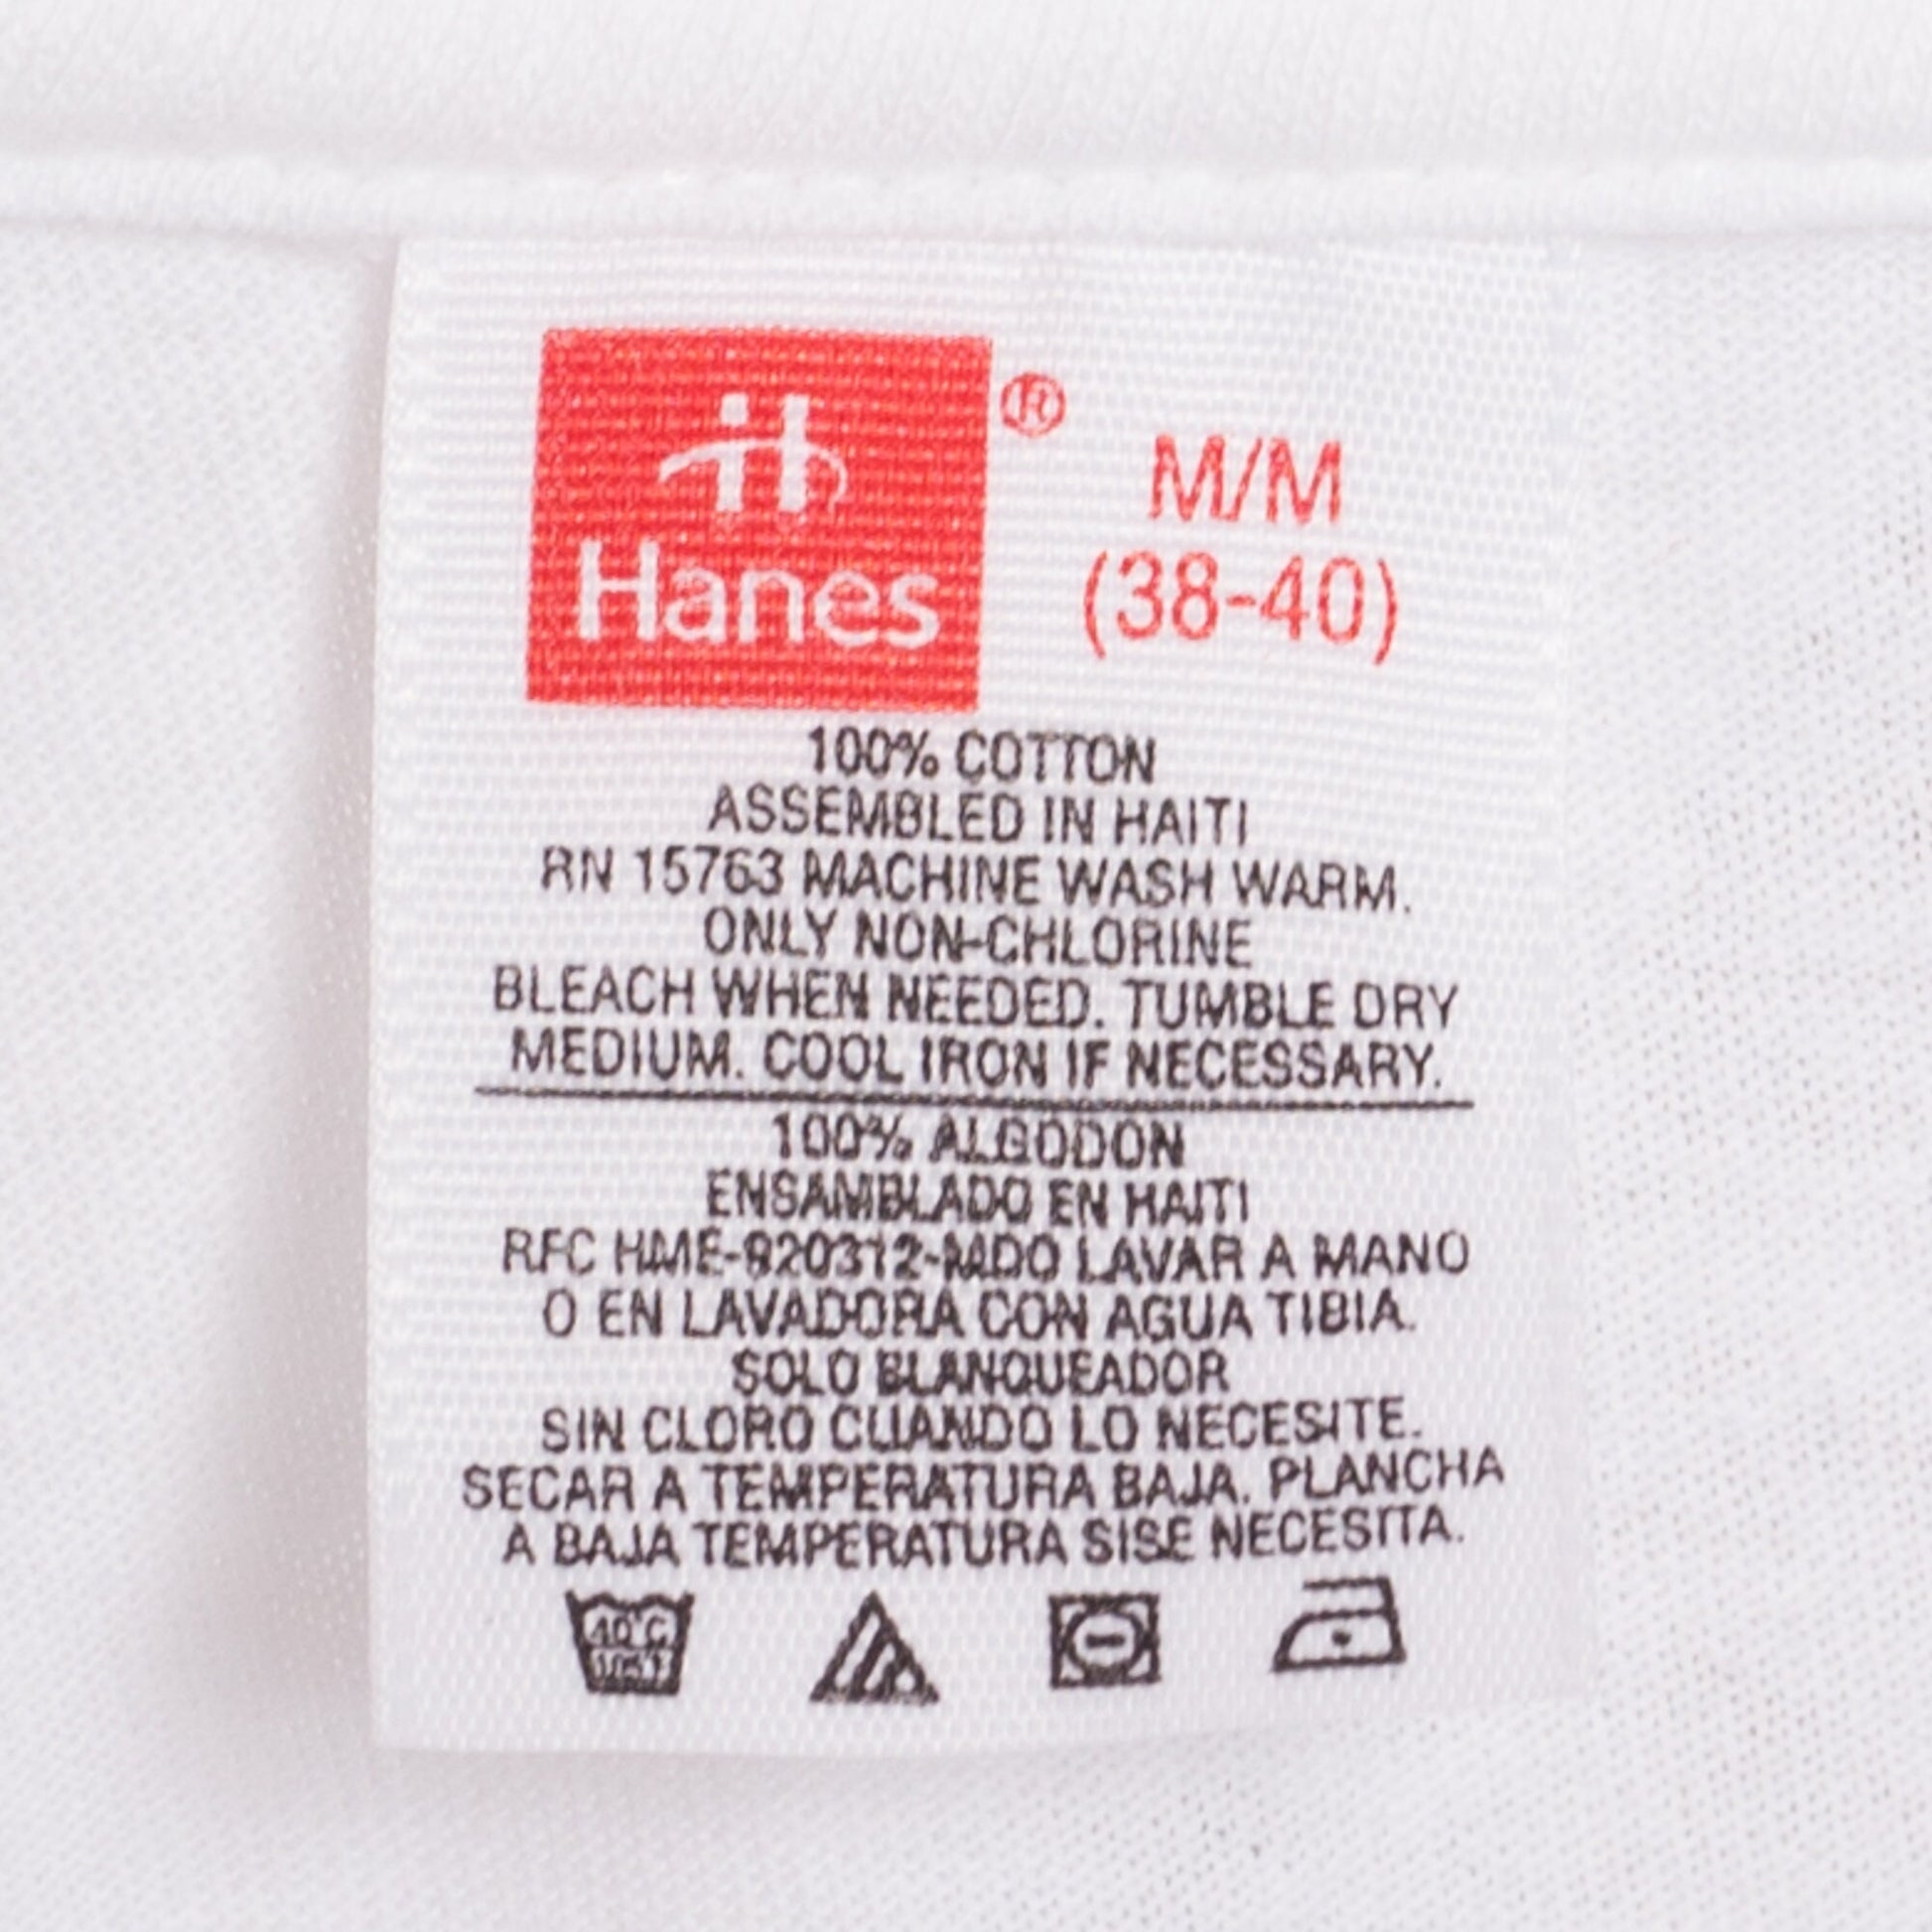 Hanes ®
M/M
(38-40)
100% COTTON
ASSEMBLED IN HAITI
RN 15763 MACHINE WASH WARM.
ONLY NON-CHLORINE
BLEACH WHEN NEEDED. TUMBLE DRY
MEDIUM. COOL IRON IF NECESSARY.
100% ALGODON
ENSAMBLADO EN HAITI
RFC HME-920312-MDO LAVAR A MANO
O EN LAVADORA CON AGUA TIBIA.
SOLO BLANQUEADOR
SIN CLORO CUANDO LO NECESITE.
SECAR A TEMPERATURA BAJA. PLANCHA
A BAJA TEMPERATURA SISE NECESITA.
40°C